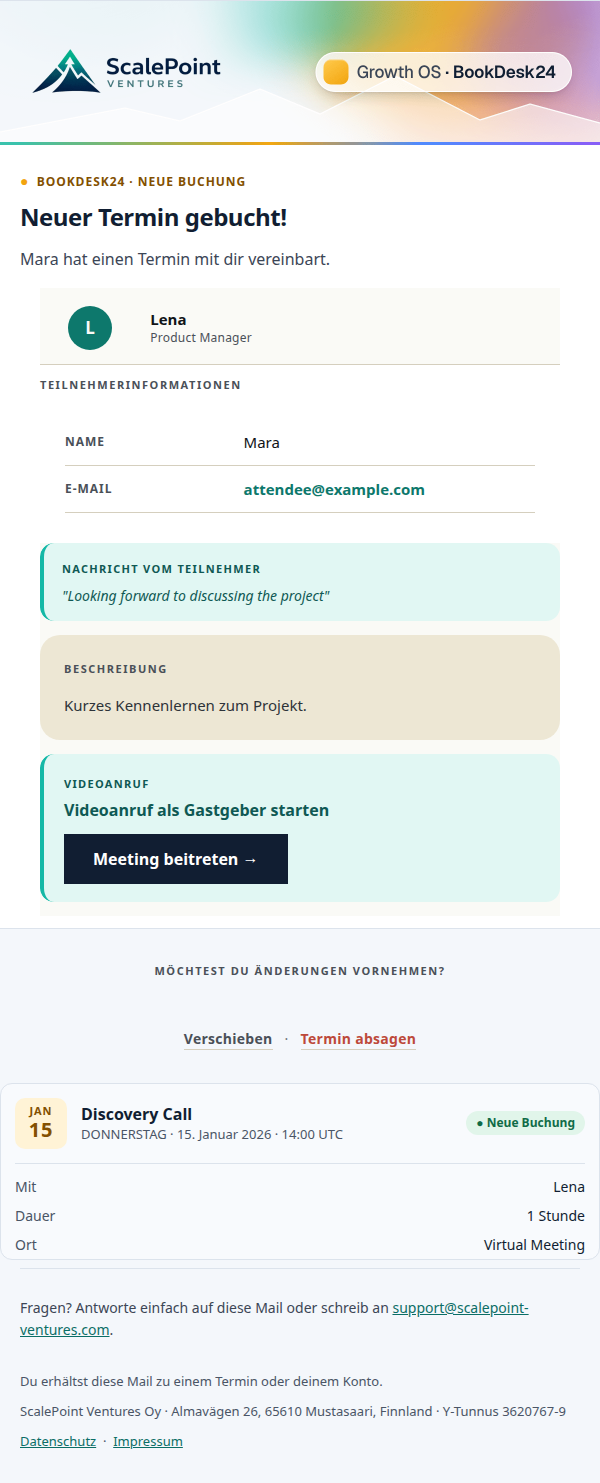 ScalePoint
VENTURES
Growth OS · BookDesk24
BOOKDESK24 · NEUE BUCHUNG
Neuer Termin gebucht!
Mara hat einen Termin mit dir vereinbart.
L
Lena
Product Manager
TEILNEHMERINFORMATIONEN
NAME Mara
E-MAIL attendee@example.com
NACHRICHT VOM TEILNEHMER
"Looking forward to discussing the project"
BESCHREIBUNG
Kurzes Kennenlernen zum Projekt.
VIDEOANRUF
Videoanruf als Gastgeber starten
Meeting beitreten →
MÖCHTEST DU ÄNDERUNGEN VORNEHMEN?
Verschieben · Termin absagen
JAN
15
Discovery Call
DONNERSTAG · 15. Januar 2026 · 14:00 UTC
● Neue Buchung
Mit Lena
Dauer 1 Stunde
Ort Virtual Meeting
Fragen? Antworte einfach auf diese Mail oder schreib an support@scalepoint-
ventures.com.
Du erhältst diese Mail zu einem Termin oder deinem Konto.
ScalePoint Ventures Oy · Almavägen 26, 65610 Mustasaari, Finnland · Y-Tunnus 3620767-9
Datenschutz · Impressum